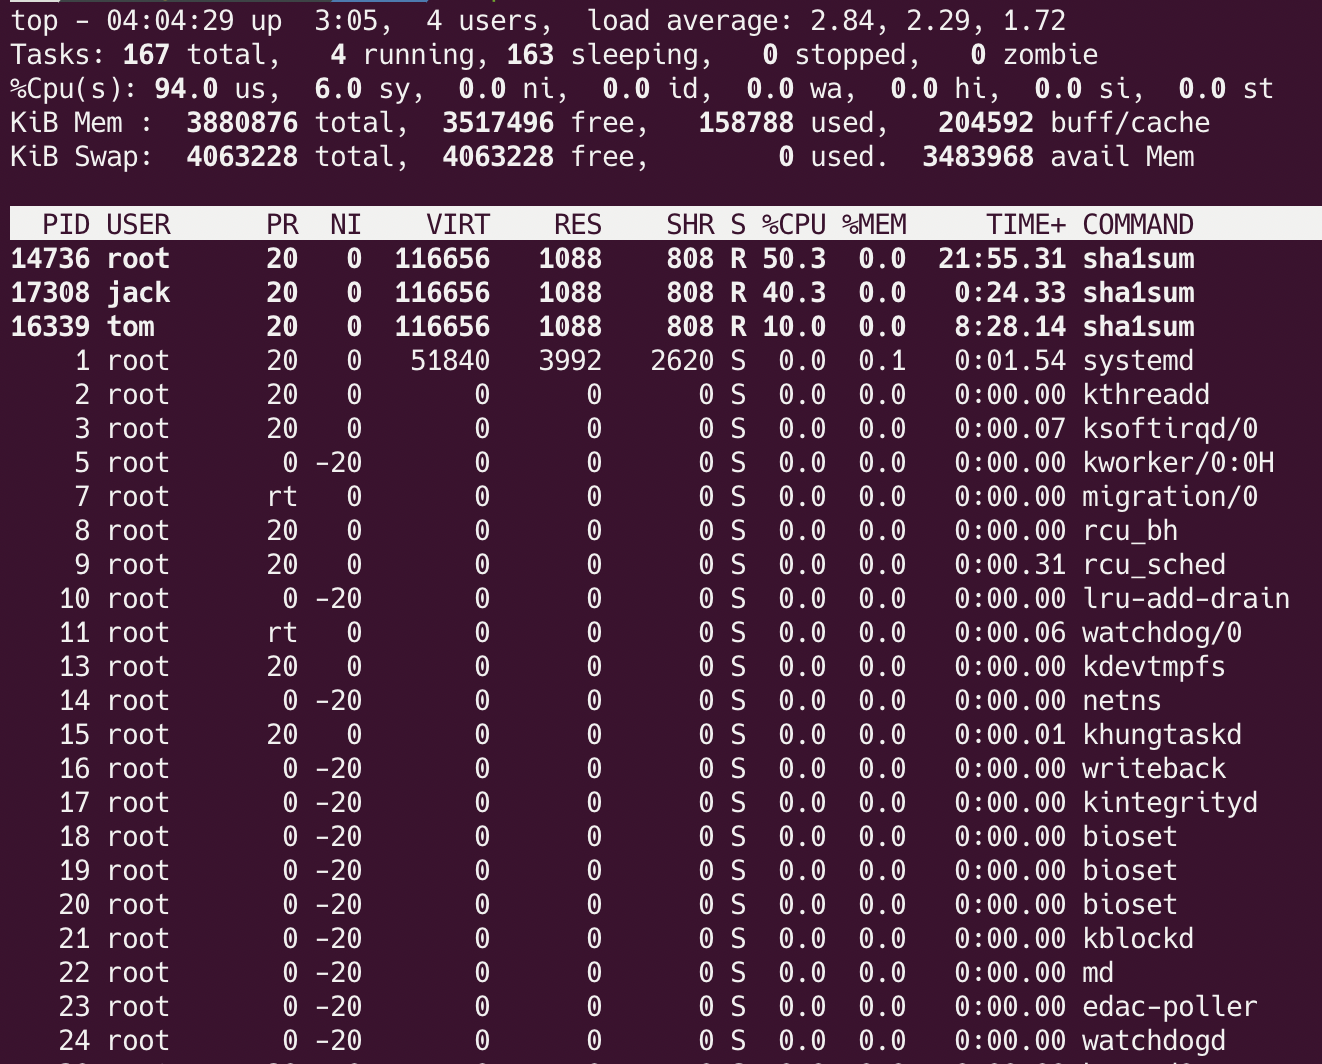 top - 04:04:29 up  3:05,  4 users,  load average: 2.84, 2.29, 1.72
Tasks: 167 total,   4 running, 163 sleeping,   0 stopped,   0 zombie
%Cpu(s): 94.0 us,  6.0 sy,  0.0 ni,  0.0 id,  0.0 wa,  0.0 hi,  0.0 si,  0.0 st
KiB Mem :  3880876 total,  3517496 free,   158788 used,   204592 buff/cache
KiB Swap:  4063228 total,  4063228 free,        0 used.  3483968 avail Mem
  PID USER      PR  NI    VIRT    RES    SHR S %CPU %MEM     TIME+ COMMAND
14736 root      20   0  116656   1088    808 R 50.3  0.0  21:55.31 sha1sum
17308 jack      20   0  116656   1088    808 R 40.3  0.0   0:24.33 sha1sum
16339 tom       20   0  116656   1088    808 R 10.0  0.0   8:28.14 sha1sum
    1 root      20   0   51840   3992   2620 S  0.0  0.1   0:01.54 systemd
    2 root      20   0       0      0      0 S  0.0  0.0   0:00.00 kthreadd
    3 root      20   0       0      0      0 S  0.0  0.0   0:00.07 ksoftirqd/0
    5 root       0 -20       0      0      0 S  0.0  0.0   0:00.00 kworker/0:0H
    7 root      rt   0       0      0      0 S  0.0  0.0   0:00.00 migration/0
    8 root      20   0       0      0      0 S  0.0  0.0   0:00.00 rcu_bh
    9 root      20   0       0      0      0 S  0.0  0.0   0:00.31 rcu_sched
   10 root       0 -20       0      0      0 S  0.0  0.0   0:00.00 lru-add-drain
   11 root      rt   0       0      0      0 S  0.0  0.0   0:00.06 watchdog/0
   13 root      20   0       0      0      0 S  0.0  0.0   0:00.00 kdevtmpfs
   14 root       0 -20       0      0      0 S  0.0  0.0   0:00.00 netns
   15 root      20   0       0      0      0 S  0.0  0.0   0:00.01 khungtaskd
   16 root       0 -20       0      0      0 S  0.0  0.0   0:00.00 writeback
   17 root       0 -20       0      0      0 S  0.0  0.0   0:00.00 kintegrityd
   18 root       0 -20       0      0      0 S  0.0  0.0   0:00.00 bioset
   19 root       0 -20       0      0      0 S  0.0  0.0   0:00.00 bioset
   20 root       0 -20       0      0      0 S  0.0  0.0   0:00.00 bioset
   21 root       0 -20       0      0      0 S  0.0  0.0   0:00.00 kblockd
   22 root       0 -20       0      0      0 S  0.0  0.0   0:00.00 md
   23 root       0 -20       0      0      0 S  0.0  0.0   0:00.00 edac-poller
   24 root       0 -20       0      0      0 S  0.0  0.0   0:00.00 watchdogd